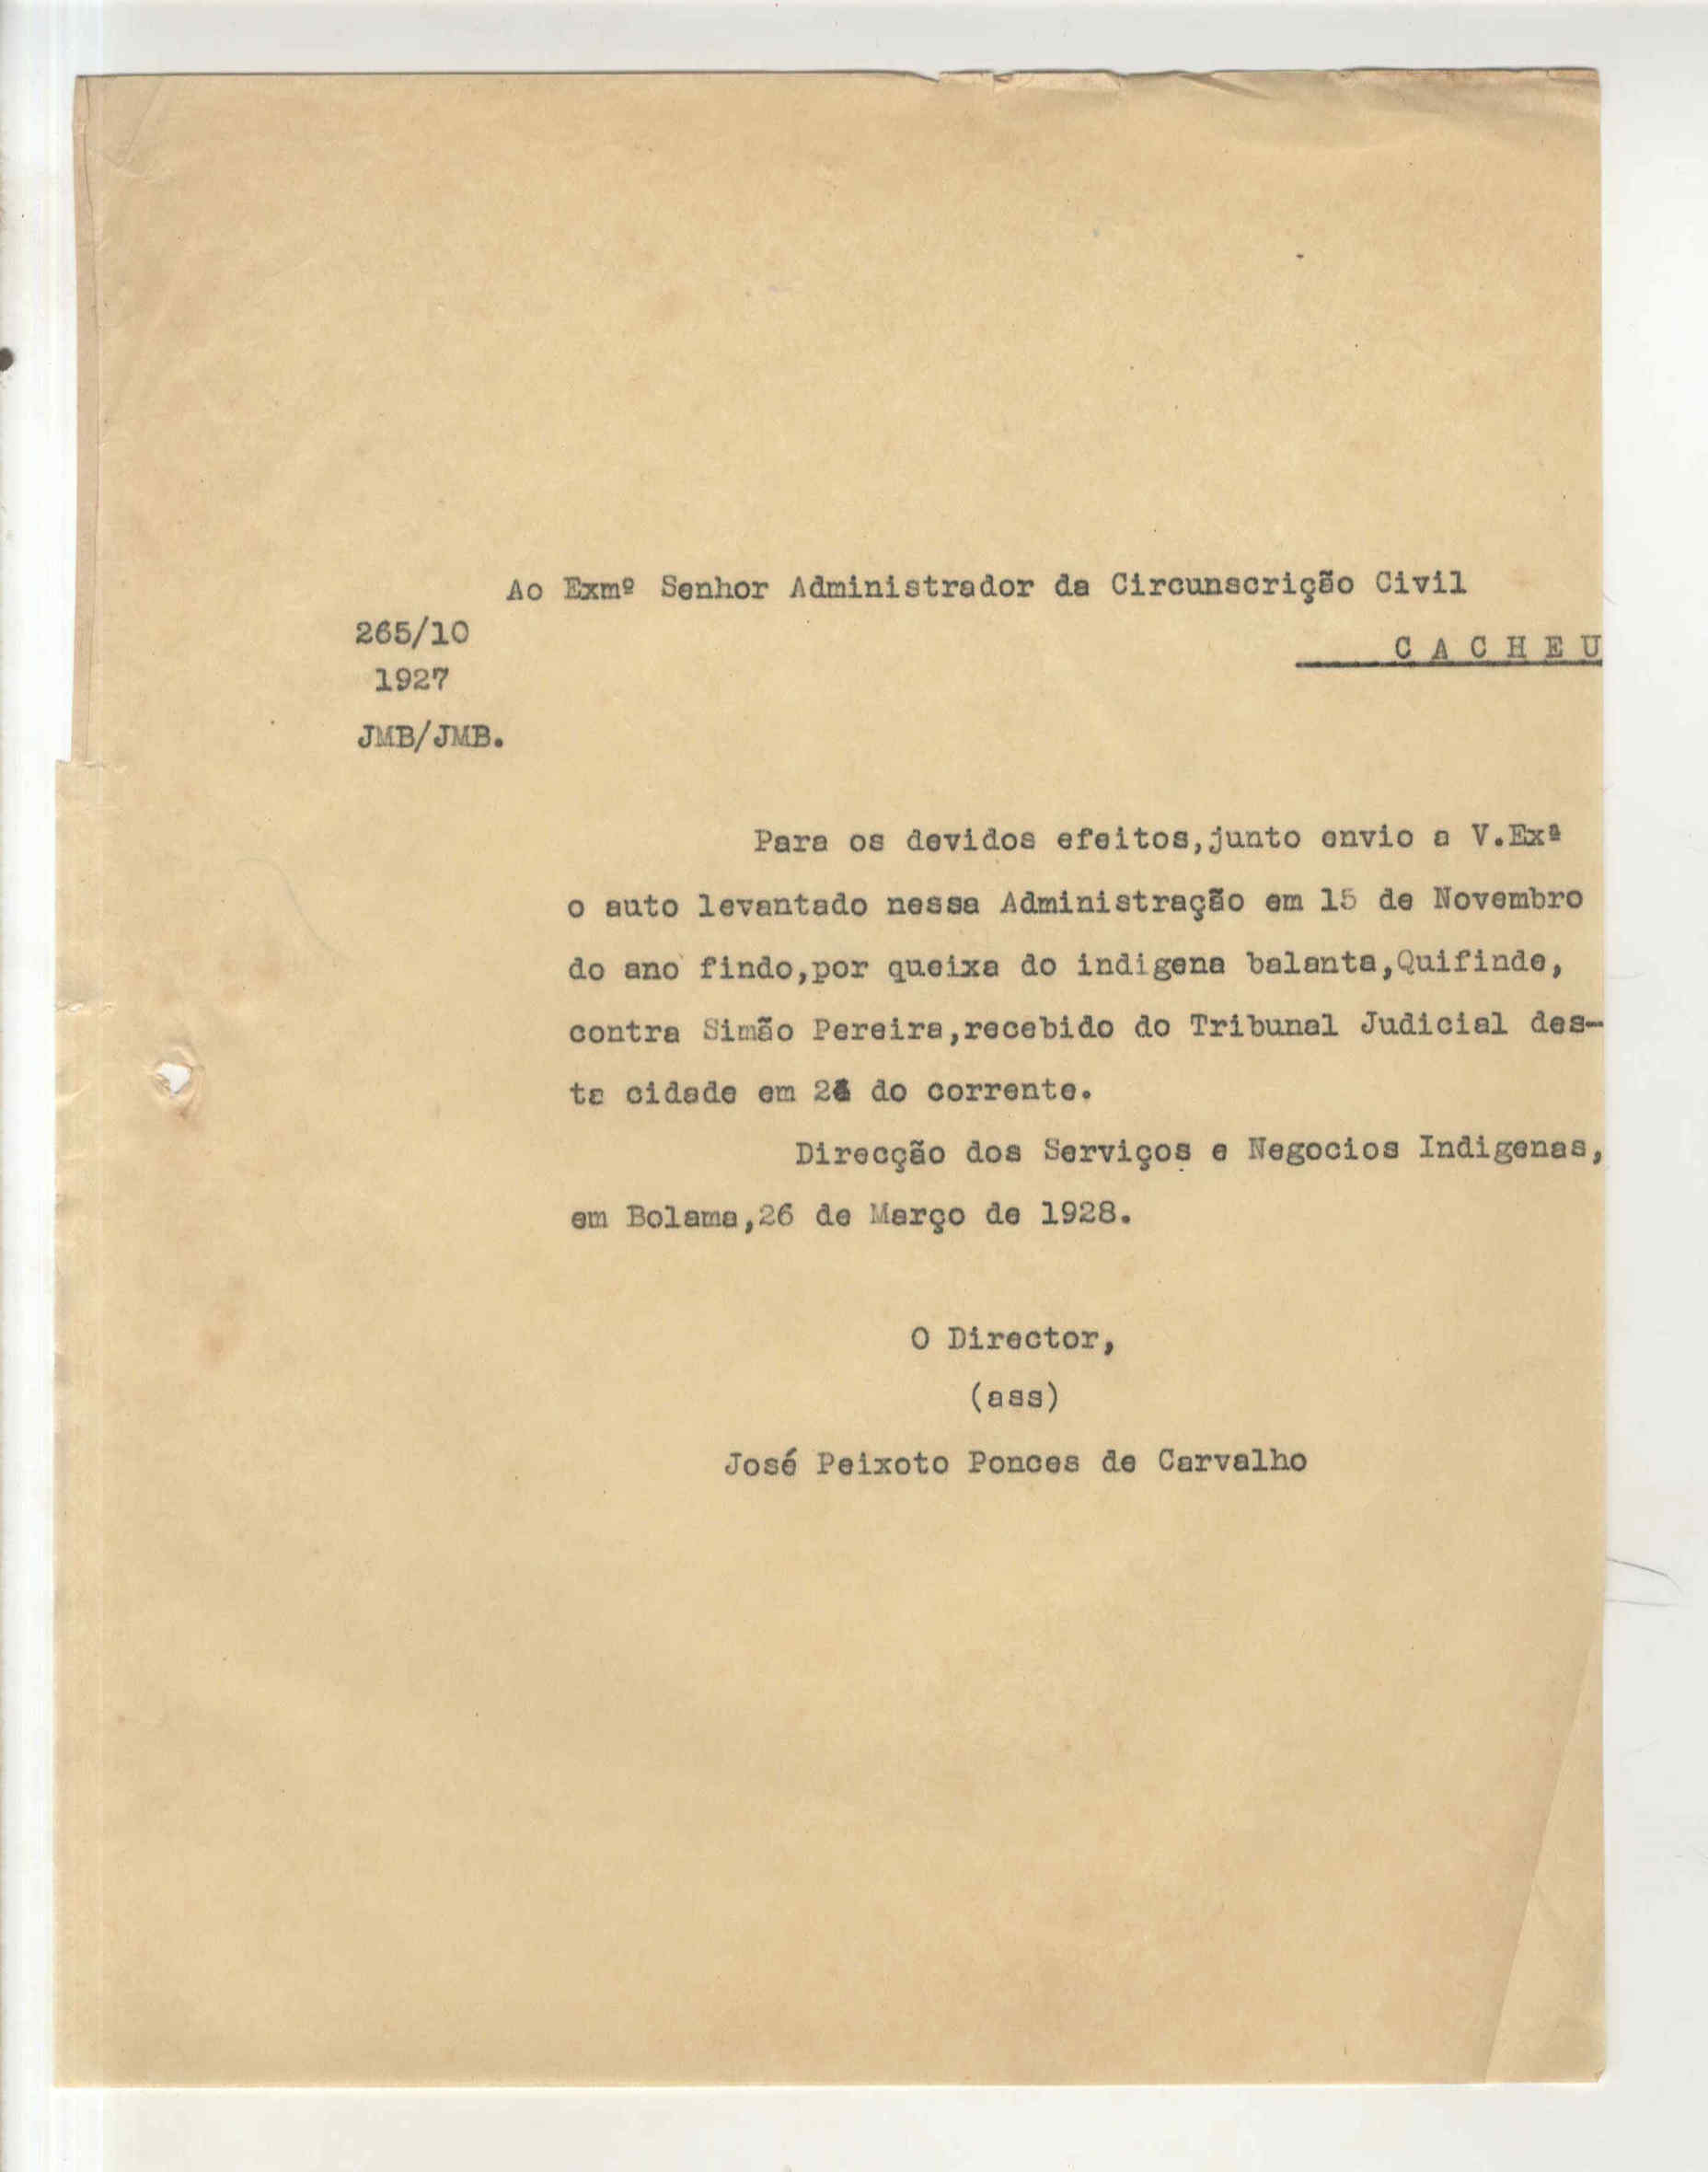 Ao Exmº Senhor Administrador da Circunscrição Civil
265/10
C A C H E U
1927
JMB/JMB.
Para os devidos efeitos,junto envio a V.Exª
o auto levantado nessa Administração em 15 de Novembro
do ano findo,por queixa do indigena balanta,Quifinde,
contra Simão Pereira,recebido do Tribunal Judicial des-
ta cidade em do corrente.
Direcção dos Serviços e Negocios Indigenas,
em Bolama,26 de Março de 1928.
O Director,
(ass)
José Peixoto Ponces de Carvalho